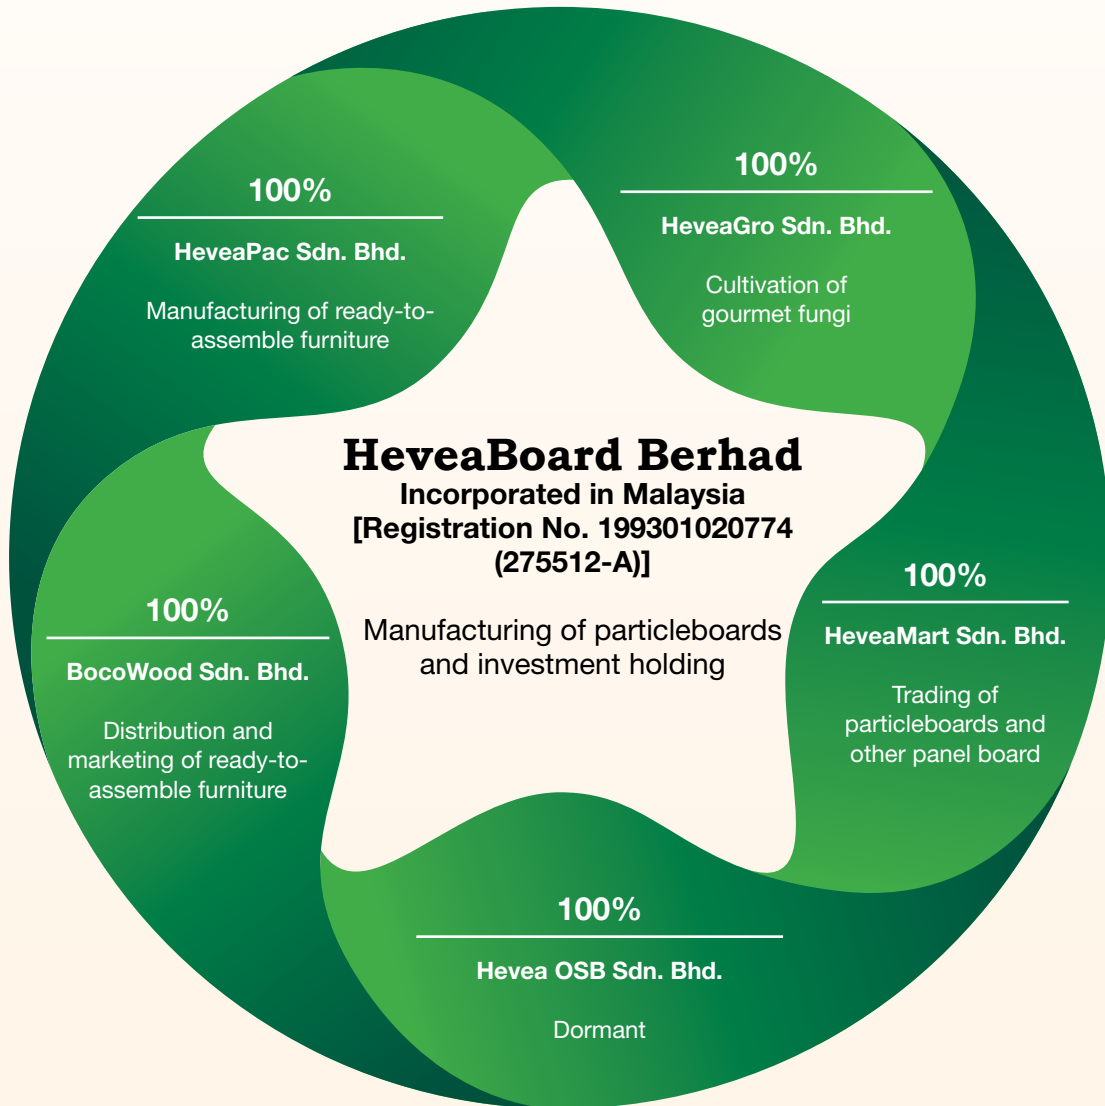 100%
HeveaPac Sdn. Bhd.
Manufacturing of ready-to-
assemble furniture
100%
HeveaGro Sdn. Bhd.
Cultivation of
gourmet fungi
HeveaBoard Berhad
Incorporated in Malaysia
[Registration No. 199301020774
(275512-A)]
Manufacturing of particleboards
and investment holding
100%
BocoWood Sdn. Bhd.
Distribution and
marketing of ready-to-
assemble furniture
100%
HeveaMart Sdn. Bhd.
Trading of
particleboards and
other panel board
100%
Hevea OSB Sdn. Bhd.
Dormant